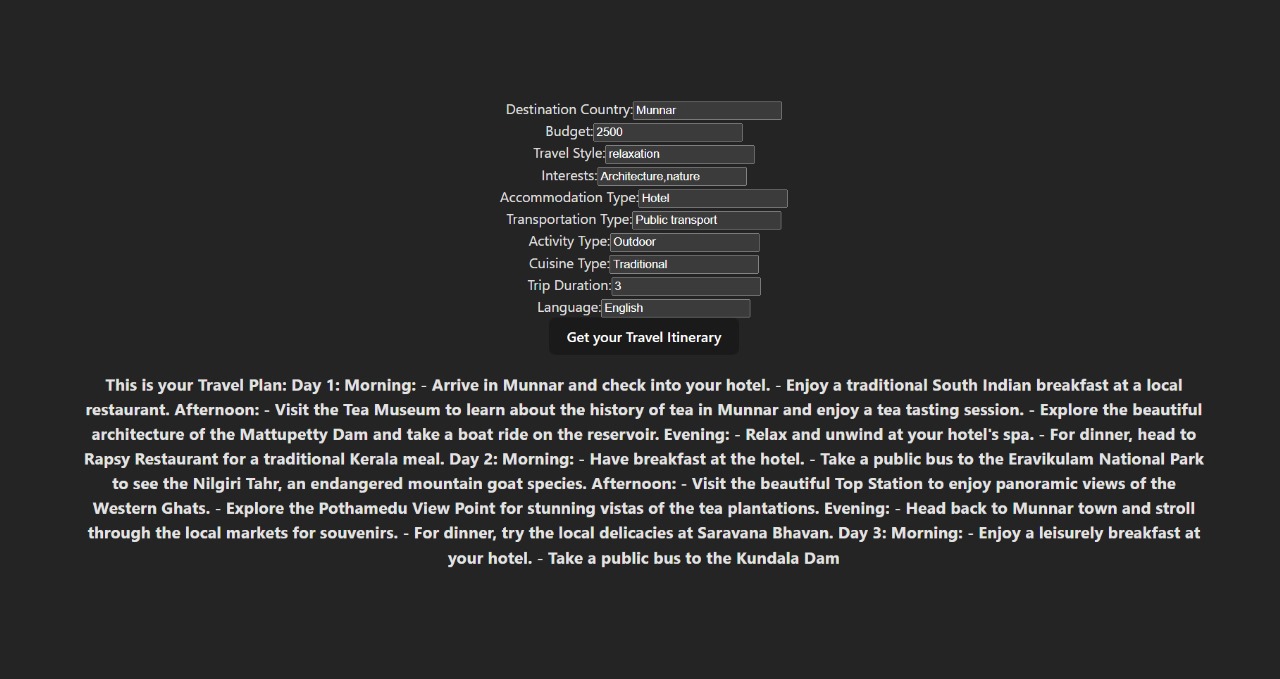 Destination Country: Munnar
Budget: 2500
Travel Style: relaxation
Interests: Architecture,nature
Accommodation Type: Hotel
Transportation Type: Public transport
Activity Type: Outdoor
Cuisine Type: Traditional
Trip Duration: 3
Language: English
Get your Travel Itinerary
This is your Travel Plan: Day 1: Morning: - Arrive in Munnar and check into your hotel. - Enjoy a traditional South Indian breakfast at a local
restaurant. Afternoon: - Visit the Tea Museum to learn about the history of tea in Munnar and enjoy a tea tasting session. - Explore the beautiful
architecture of the Mattupetty Dam and take a boat ride on the reservoir. Evening: - Relax and unwind at your hotel's spa. - For dinner, head to
Rapsy Restaurant for a traditional Kerala meal. Day 2: Morning: - Have breakfast at the hotel. - Take a public bus to the Eravikulam National Park
to see the Nilgiri Tahr, an endangered mountain goat species. Afternoon: - Visit the beautiful Top Station to enjoy panoramic views of the
Western Ghats. - Explore the Pothamedu View Point for stunning vistas of the tea plantations. Evening: - Head back to Munnar town and stroll
through the local markets for souvenirs. - For dinner, try the local delicacies at Saravana Bhavan. Day 3: Morning: - Enjoy a leisurely breakfast at
your hotel. - Take a public bus to the Kundala Dam